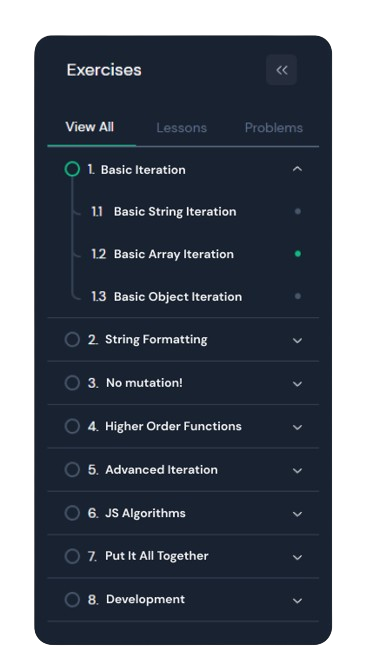 Exercises
View All Lessons Problems
1. Basic Iteration
1.1 Basic String Iteration
1.2 Basic Array Iteration
1.3 Basic Object Iteration
2. String Formatting
3. No mutation!
4. Higher Order Functions
5. Advanced Iteration
6. JS Algorithms
7. Put It All Together
8. Development